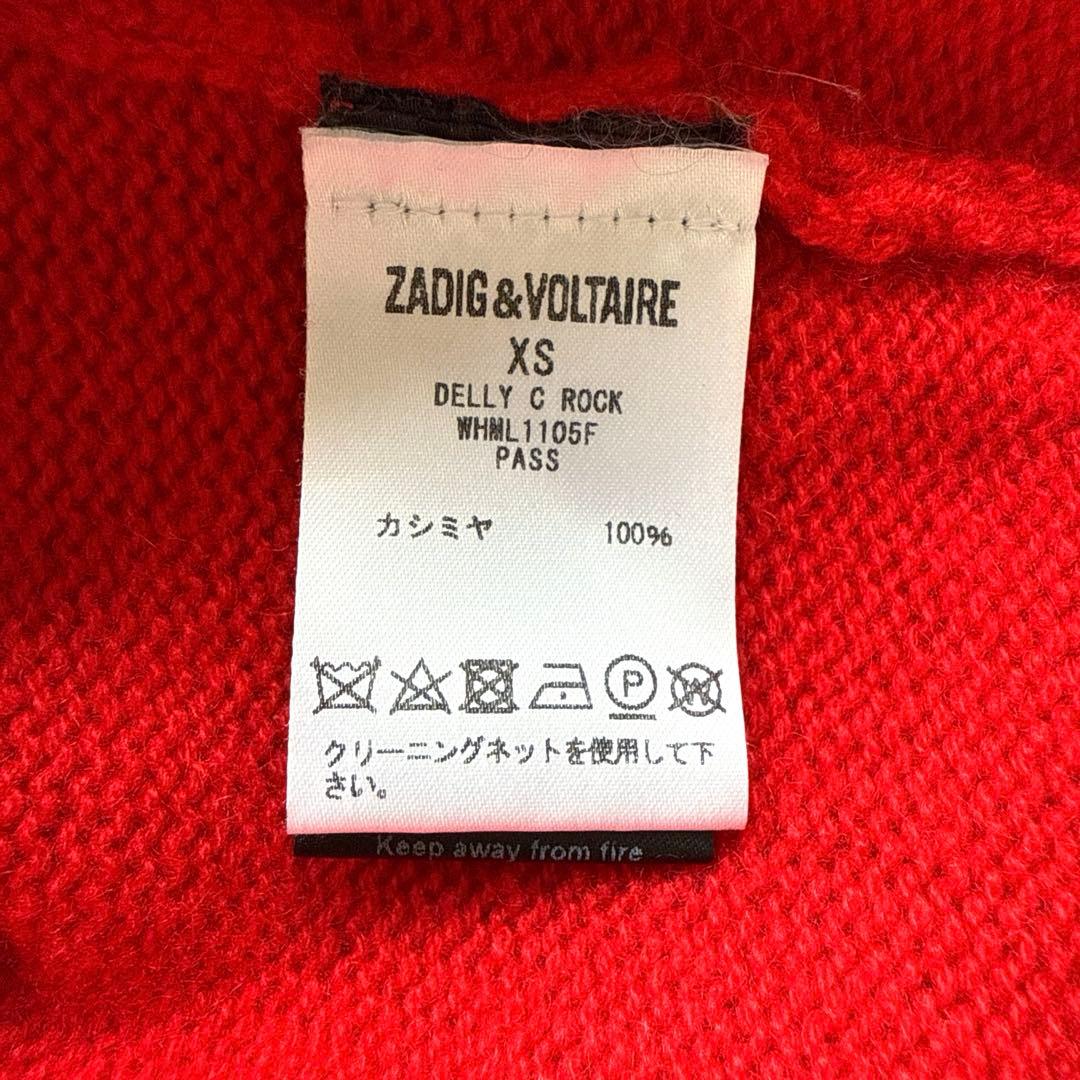 ZADIG&VOLTAIRE
XS
DELLY C ROCK
WHML1105F
PASS
カシミヤ 100%
P W
クリーニングネットを使用して下
さい。
Keep away from fire